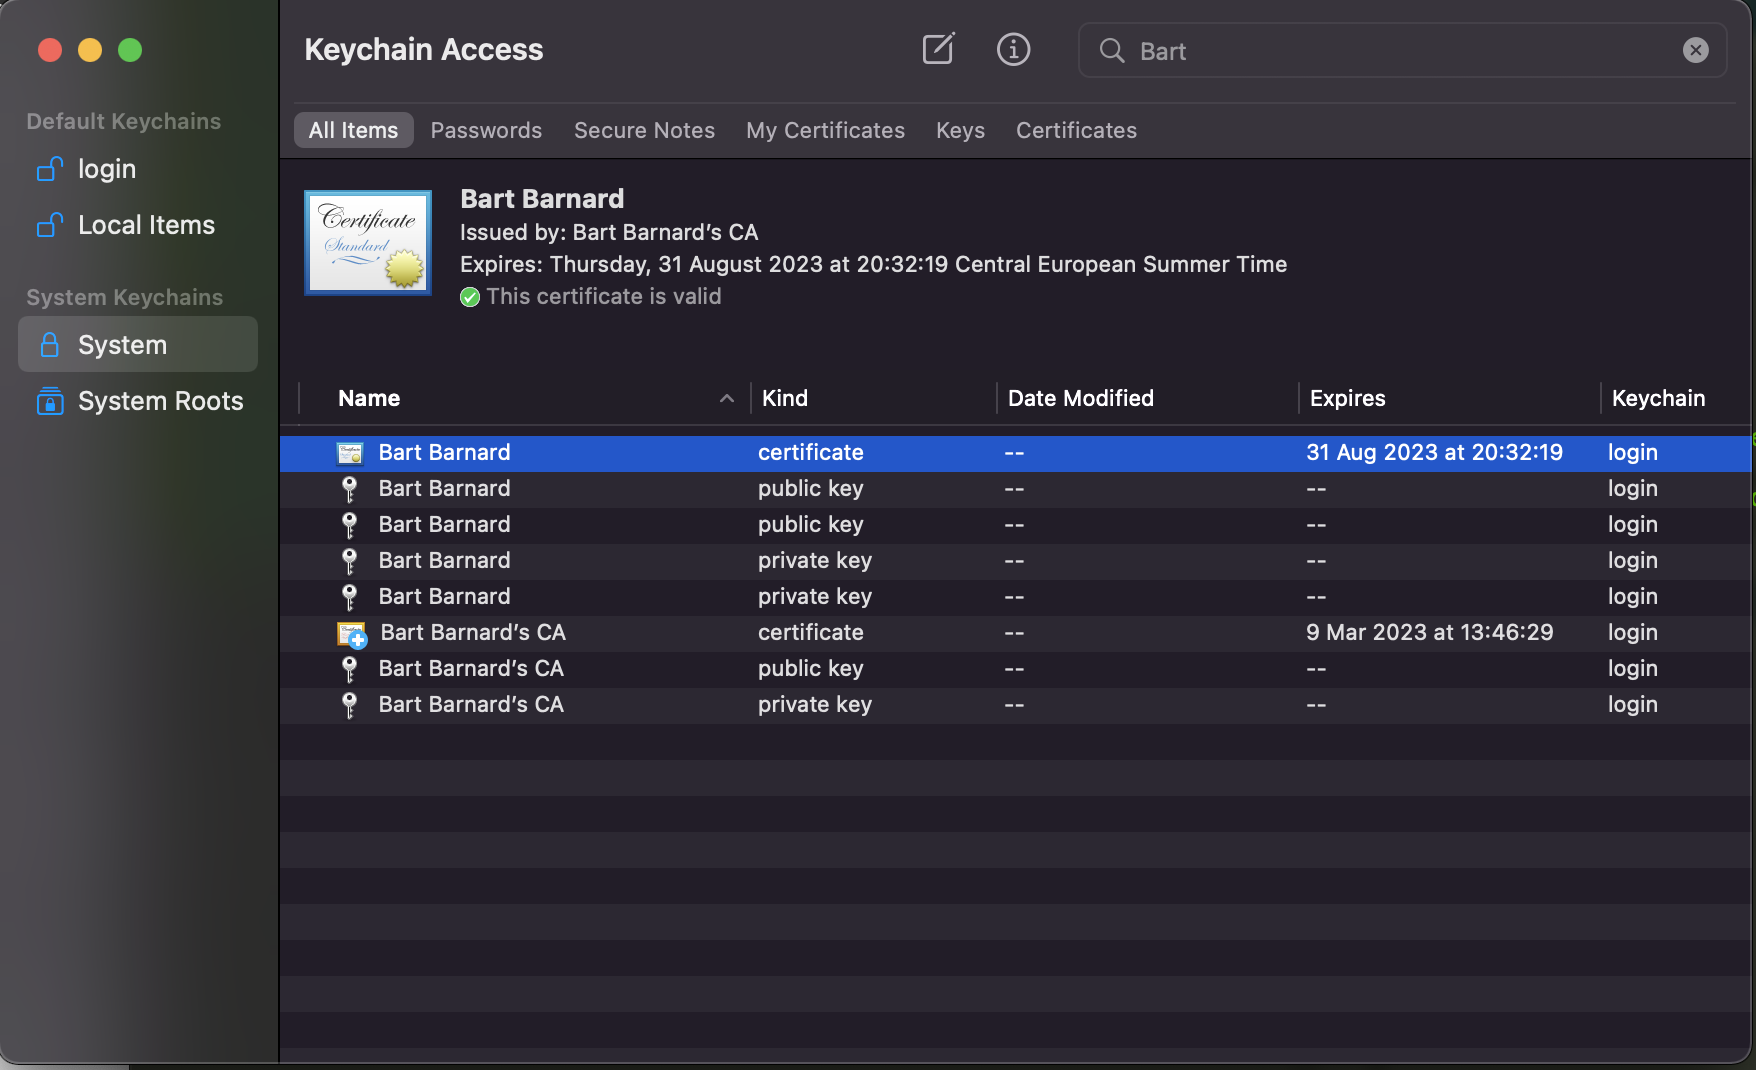 Keychain Access
Bart
Default Keychains
login
Local Items
System Keychains
System
System Roots
All Items Passwords Secure Notes My Certificates Keys Certificates
Certificate
Standard
Bart Barnard
Issued by: Bart Barnard’s CA
Expires: Thursday, 31 August 2023 at 20:32:19 Central European Summer Time
This certificate is valid
Name Kind Date Modified Expires Keychain
Bart Barnard certificate -- 31 Aug 2023 at 20:32:19 login
Bart Barnard public key -- -- login
Bart Barnard public key -- -- login
Bart Barnard private key -- -- login
Bart Barnard private key -- -- login
Bart Barnard’s CA certificate -- 9 Mar 2023 at 13:46:29 login
Bart Barnard’s CA public key -- -- login
Bart Barnard’s CA private key -- -- login